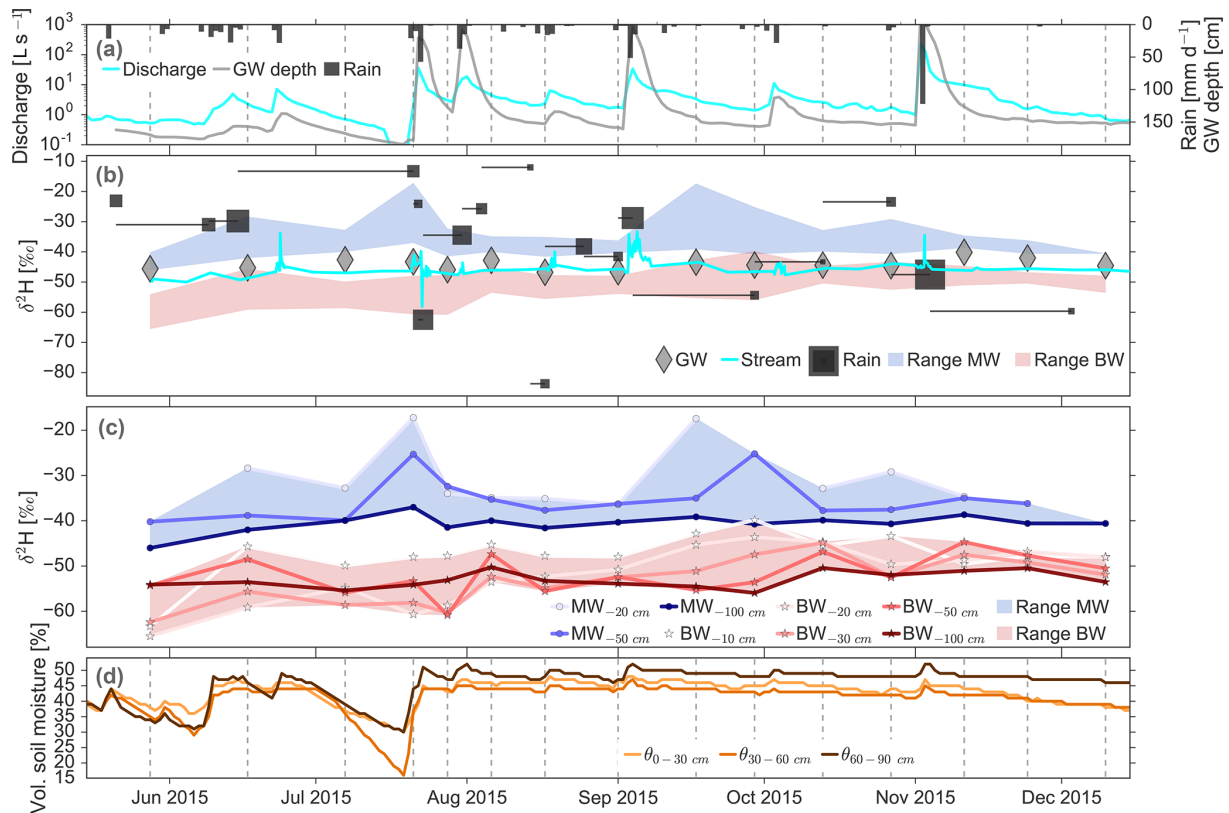 (a)
Discharge [L s⁻¹]
10³
10²
10¹
10⁰
10⁻¹
Discharge GW depth Rain
0
50
100
150
Rain [mm d⁻¹]
GW depth [cm]
(b)
δ²H [‰]
−10
−20
−30
−40
−50
−60
−70
−80
GW Stream Rain Range MW Range BW
(c)
δ²H [‰]
−20
−30
−40
−50
−60
MW₋₂₀ cm MW₋₁₀₀ cm BW₋₂₀ cm BW₋₅₀ cm Range MW
MW₋₅₀ cm BW₋₁₀ cm BW₋₃₀ cm BW₋₁₀₀ cm Range BW
(d)
Vol. soil moisture [%]
50
45
40
35
30
25
20
15
θ₀₋₃₀ cm θ₃₀₋₆₀ cm θ₆₀₋₉₀ cm
Jun 2015 Jul 2015 Aug 2015 Sep 2015 Oct 2015 Nov 2015 Dec 2015